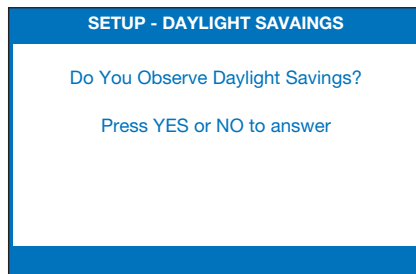 SETUP - DAYLIGHT SAVAINGS
Do You Observe Daylight Savings?
Press YES or NO to answer